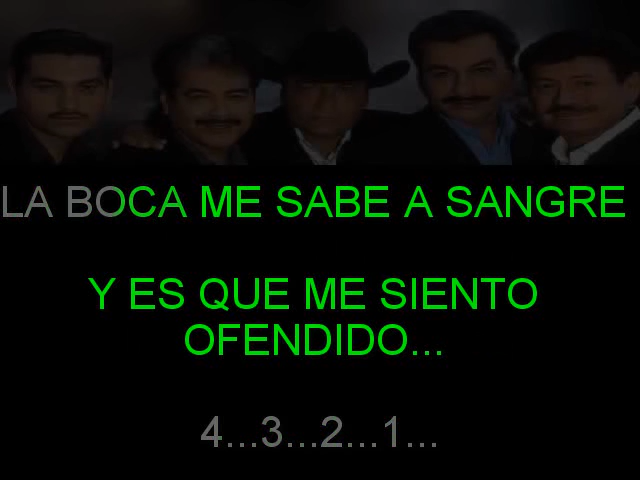 LA BOCA ME SABE A SANGRE
Y ES QUE ME SIENTO
OFENDIDO...
4...3...2...1...